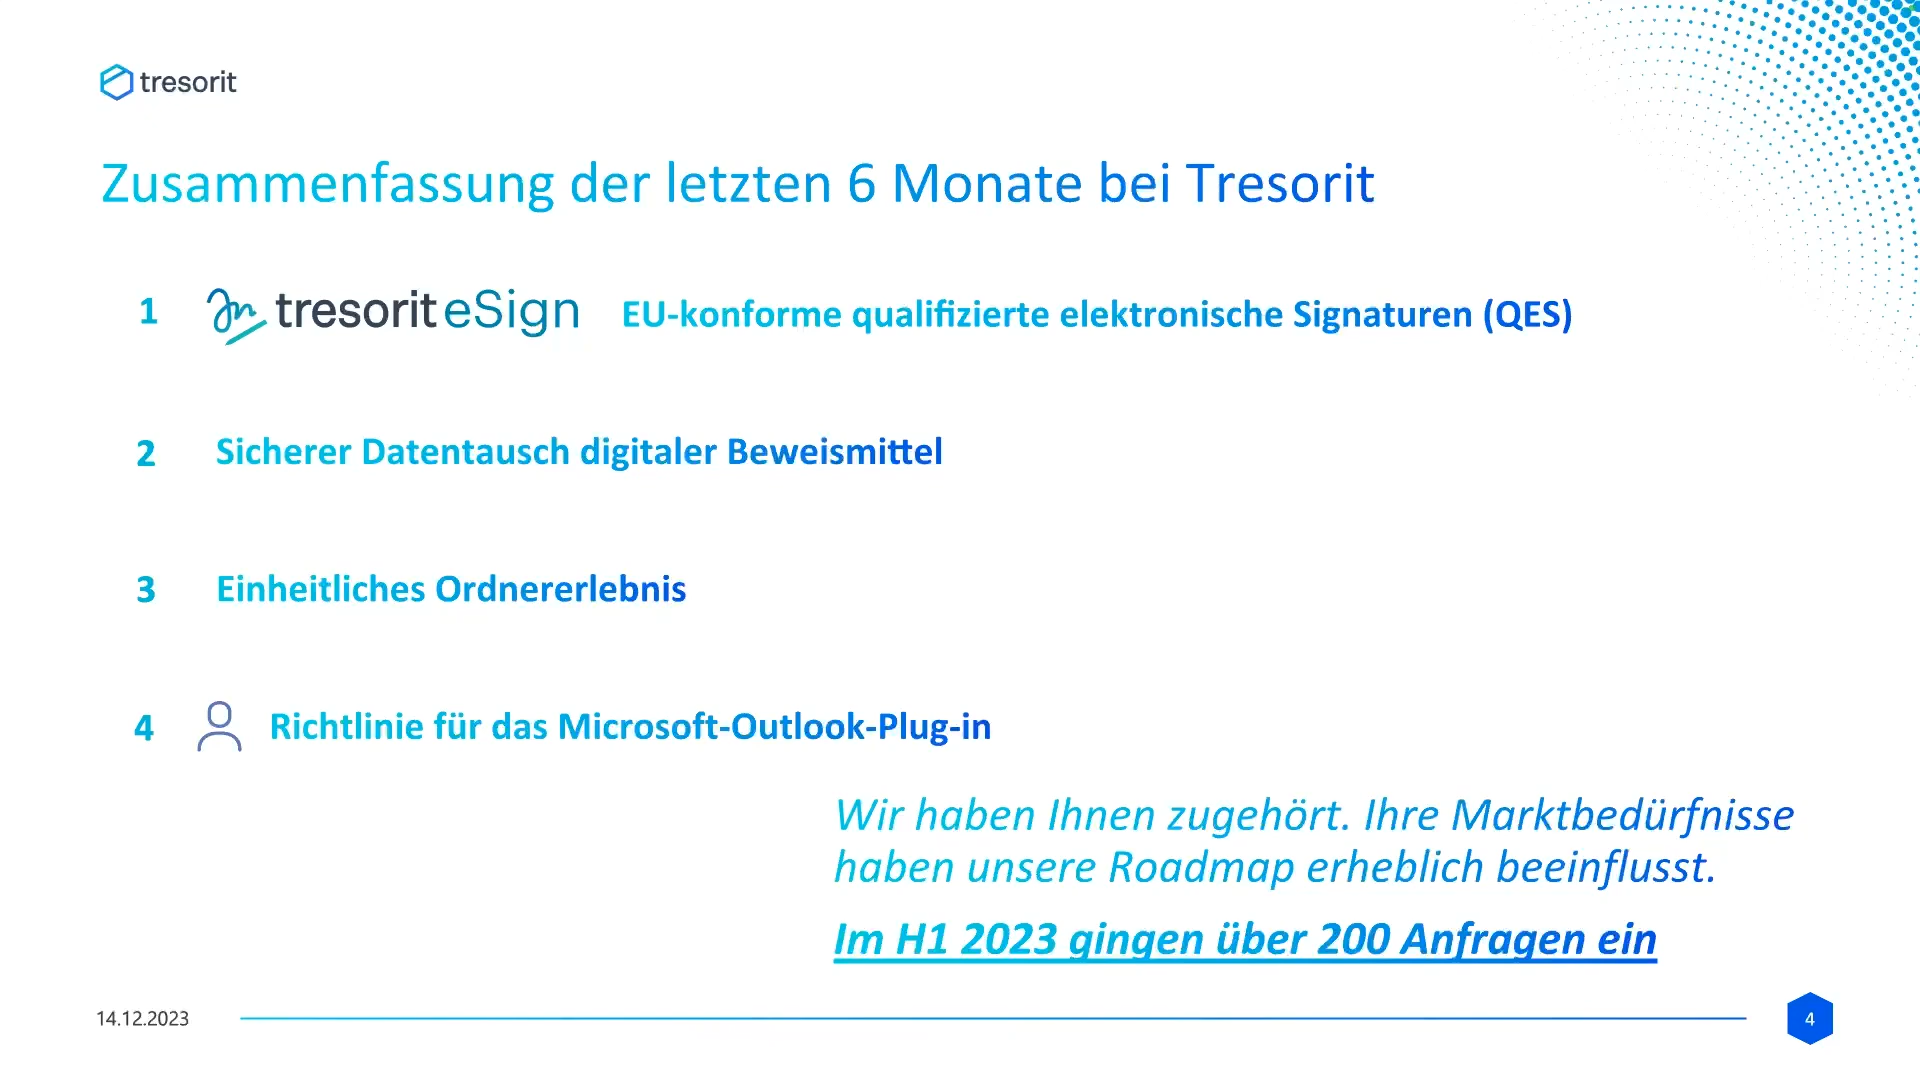 tresorit
Zusammenfassung der letzten 6 Monate bei Tresorit
1 tresorit eSign EU-konforme qualifizierte elektronische Signaturen (QES)
2 Sicherer Datentausch digitaler Beweismittel
3 Einheitliches Ordnererlebnis
4 Richtlinie für das Microsoft-Outlook-Plug-in
Wir haben Ihnen zugehört. Ihre Marktbedürfnisse
haben unsere Roadmap erheblich beeinflusst.
Im H1 2023 gingen über 200 Anfragen ein
14.12.2023
4